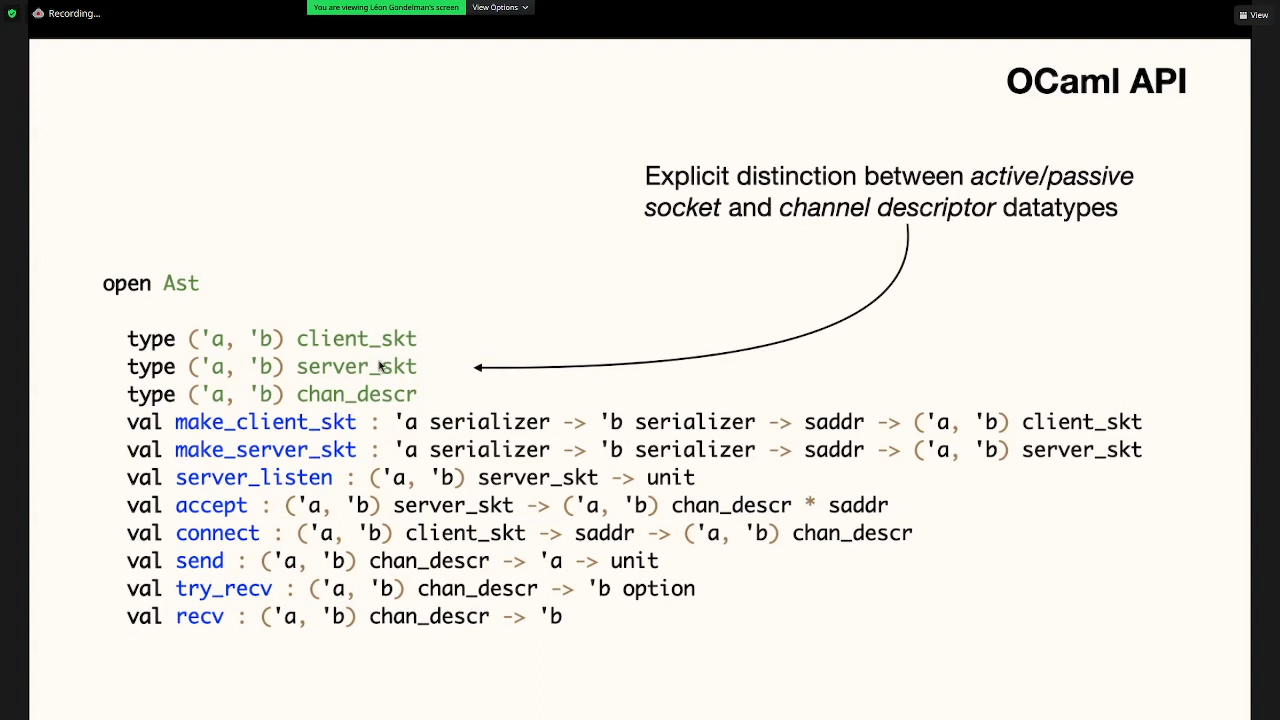 Recording...
You are viewing Léon Gondelman's screen
View Options
View
OCaml API
Explicit distinction between active/passive
socket and channel descriptor datatypes
open Ast
type ('a, 'b) client_skt
type ('a, 'b) server_skt
type ('a, 'b) chan_descr
val make_client_skt : 'a serializer -> 'b serializer -> saddr -> ('a, 'b) client_skt
val make_server_skt : 'a serializer -> 'b serializer -> saddr -> ('a, 'b) server_skt
val server_listen : ('a, 'b) server_skt -> unit
val accept : ('a, 'b) server_skt -> ('a, 'b) chan_descr * saddr
val connect : ('a, 'b) client_skt -> saddr -> ('a, 'b) chan_descr
val send : ('a, 'b) chan_descr -> 'a -> unit
val try_recv : ('a, 'b) chan_descr -> 'b option
val recv : ('a, 'b) chan_descr -> 'b